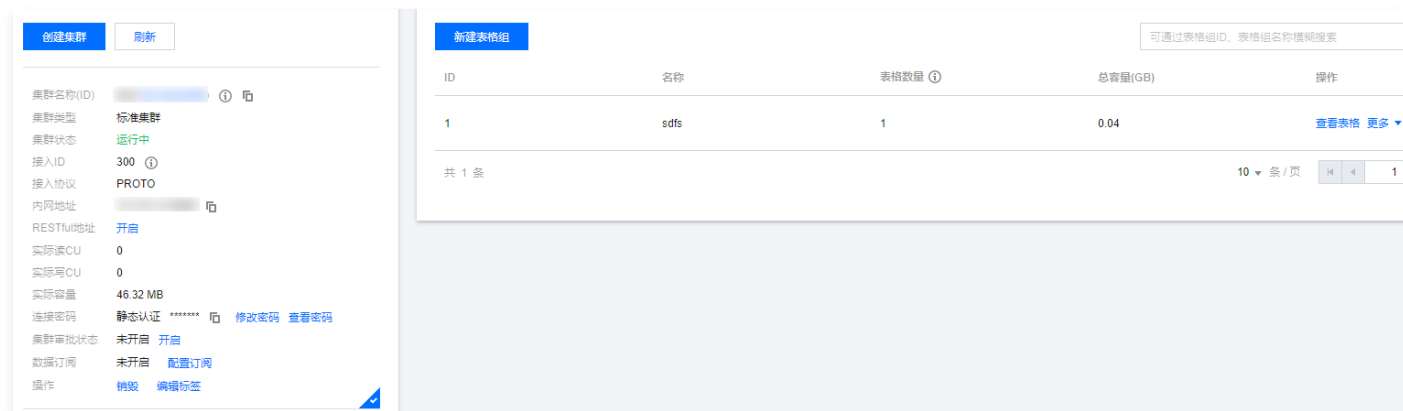 创建集群 刷新
集群名称(ID)
集群类型 标准集群
集群状态 运行中
接入ID 300
接入协议 PROTO
内网地址
RESTful地址 开启
实际读CU 0
实际写CU 0
实际容量 46.32 MB
连接密码 静态认证 ******* 修改密码 查看密码
集群审批状态 未开启 开启
数据订阅 未开启 配置订阅
操作 销毁 编辑标签
新建表格组 可通过表格组ID、表格组名称模糊搜索
ID 名称 表格数量 总容量(GB) 操作
1 sdfs 1 0.04 查看表格 更多
共 1 条 10 条/页 1